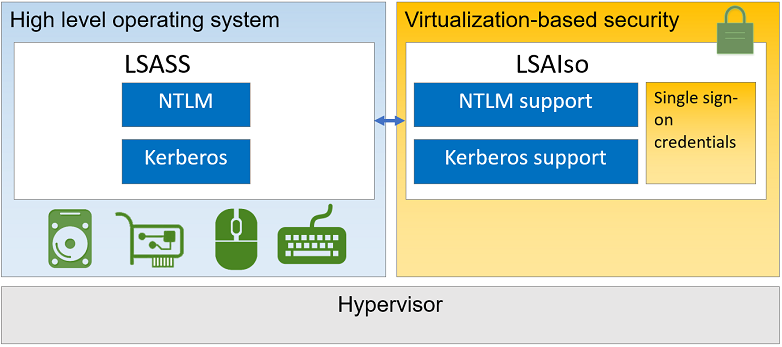 High level operating system
LSASS
NTLM
Kerberos
Virtualization-based security
LSAIso
NTLM support
Kerberos support
Single sign-
on
credentials
Hypervisor